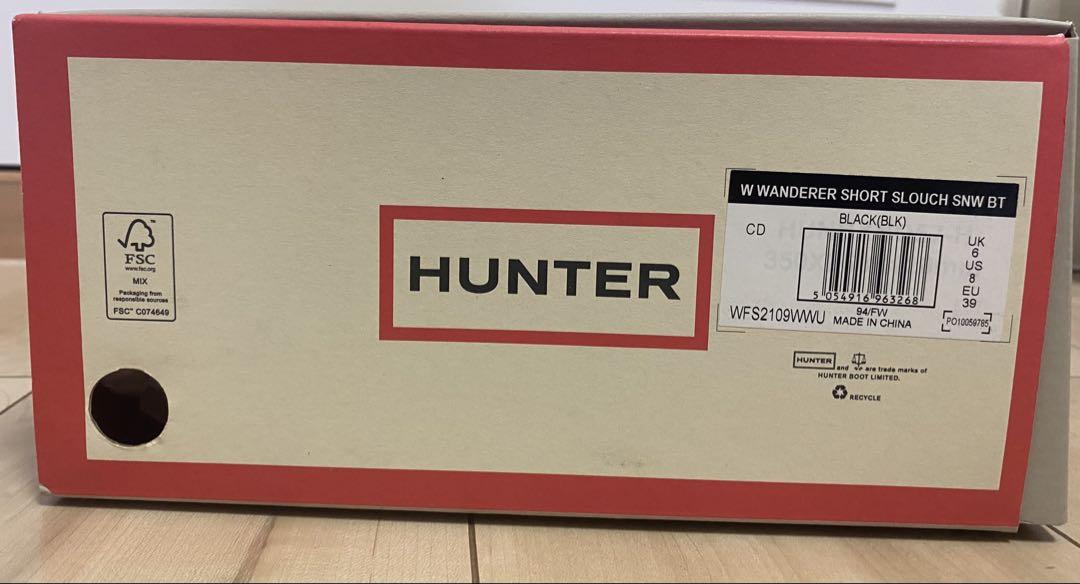 FSC
www.fsc.org
MIX
Packaging from
responsible sources
FSC™ C074649
HUNTER
W WANDERER SHORT SLOUCH SNW BT
BLACK(BLK)
CD
5 054916 963268
UK
6
US
8
EU
39
WFS2109WWU
94/FW
MADE IN CHINA
PO10059785
HUNTER and are trade marks of
HUNTER BOOT LIMITED.
RECYCLE